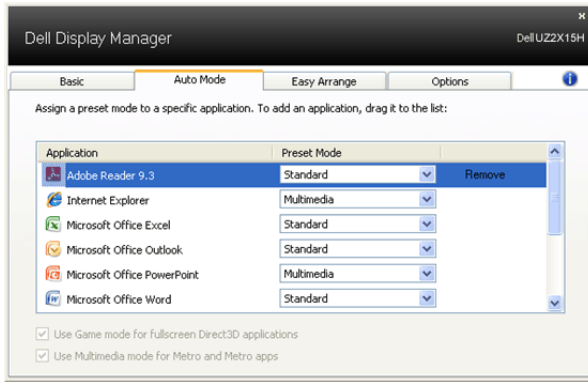 Dell Display Manager
Dell UZ2X15H
Basic Auto Mode Easy Arrange Options
Assign a preset mode to a specific application. To add an application, drag it to the list:
Application Preset Mode
Adobe Reader 9.3 Standard Remove
Internet Explorer Multimedia
Microsoft Office Excel Standard
Microsoft Office Outlook Standard
Microsoft Office PowerPoint Multimedia
Microsoft Office Word Standard
Use Game mode for fullscreen Direct3D applications
Use Multimedia mode for Metro and Metro apps